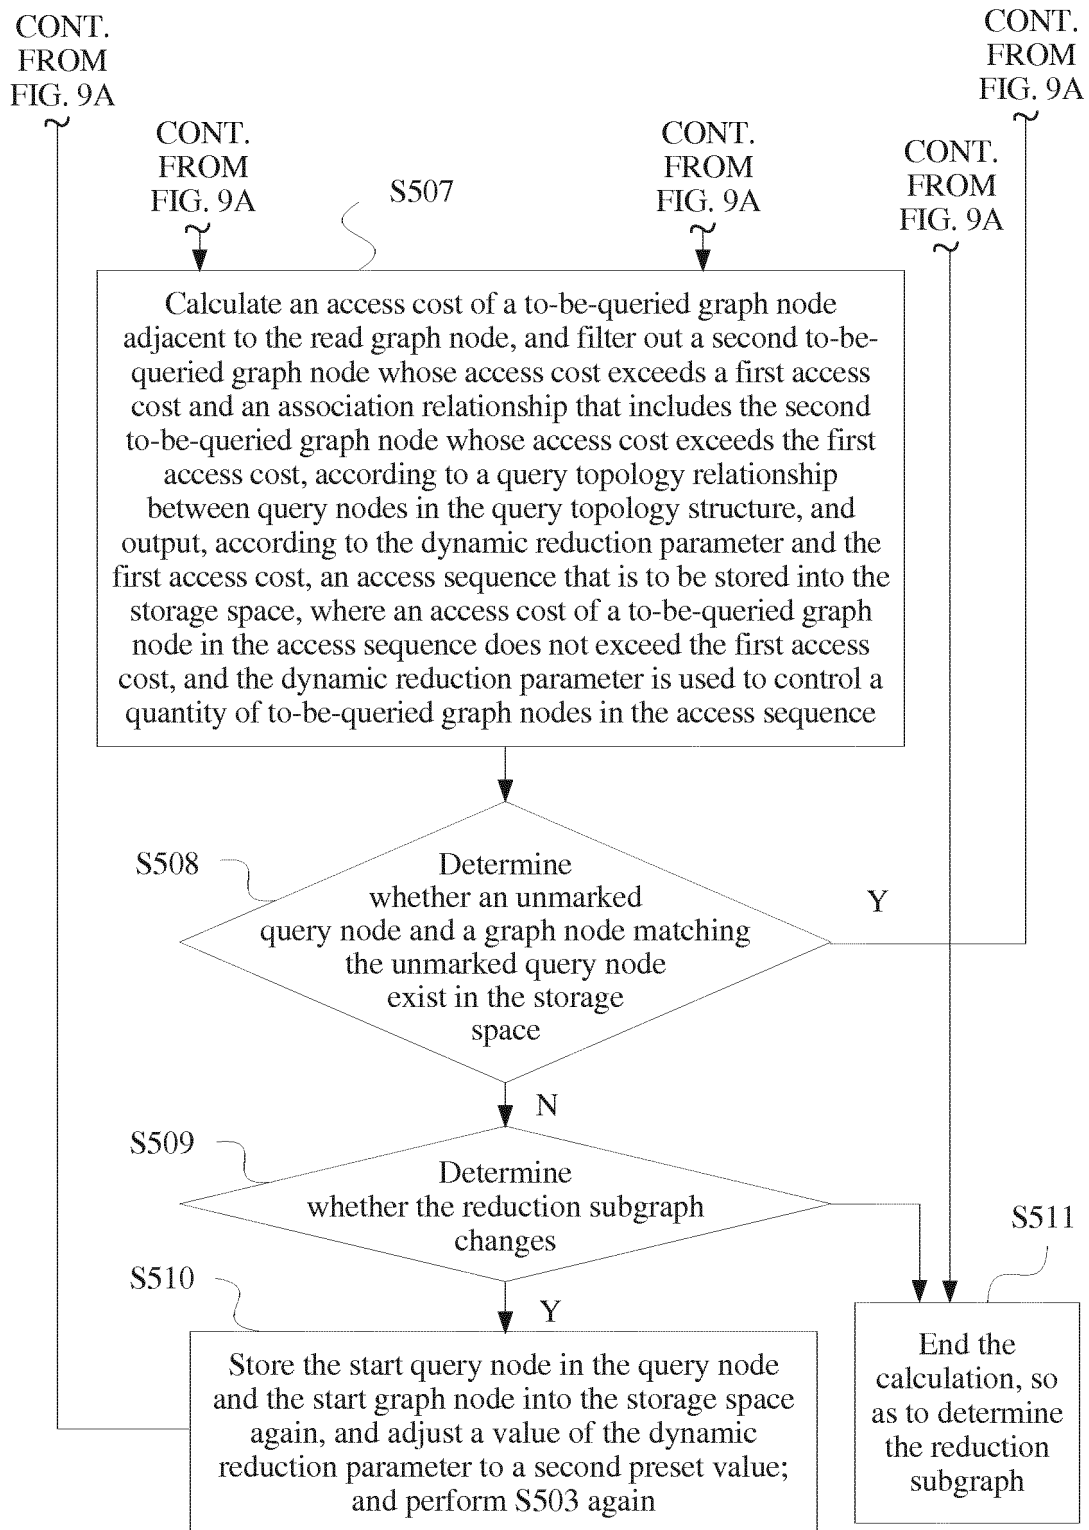 CONT.
FROM
FIG. 9A
CONT.
FROM
FIG. 9A
CONT.
FROM
FIG. 9A
CONT.
FROM
FIG. 9A
CONT.
FROM
FIG. 9A
S507
Calculate an access cost of a to-be-queried graph node
adjacent to the read graph node, and filter out a second to-be-
queried graph node whose access cost exceeds a first access
cost and an association relationship that includes the second
to-be-queried graph node whose access cost exceeds the first
access cost, according to a query topology relationship
between query nodes in the query topology structure, and
output, according to the dynamic reduction parameter and the
first access cost, an access sequence that is to be stored into the
storage space, where an access cost of a to-be-queried graph
node in the access sequence does not exceed the first access
cost, and the dynamic reduction parameter is used to control a
quantity of to-be-queried graph nodes in the access sequence
S508
Determine
whether an unmarked
query node and a graph node matching
the unmarked query node
exist in the storage
space
Y
N
S509
Determine
whether the reduction subgraph
changes
S511
S510
Y
Store the start query node in the query node
and the start graph node into the storage space
again, and adjust a value of the dynamic
reduction parameter to a second preset value;
and perform S503 again
End the
calculation, so
as to determine
the reduction
subgraph